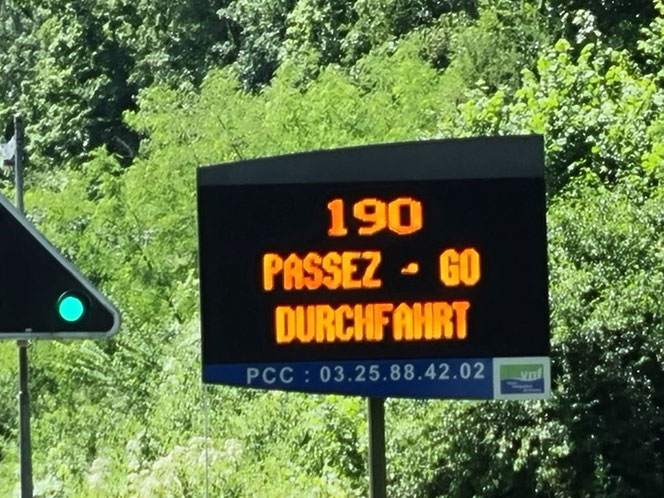 190
PASSEZ - GO
DURCHFAHRT
PCC : 03.25.88.42.02
vnf